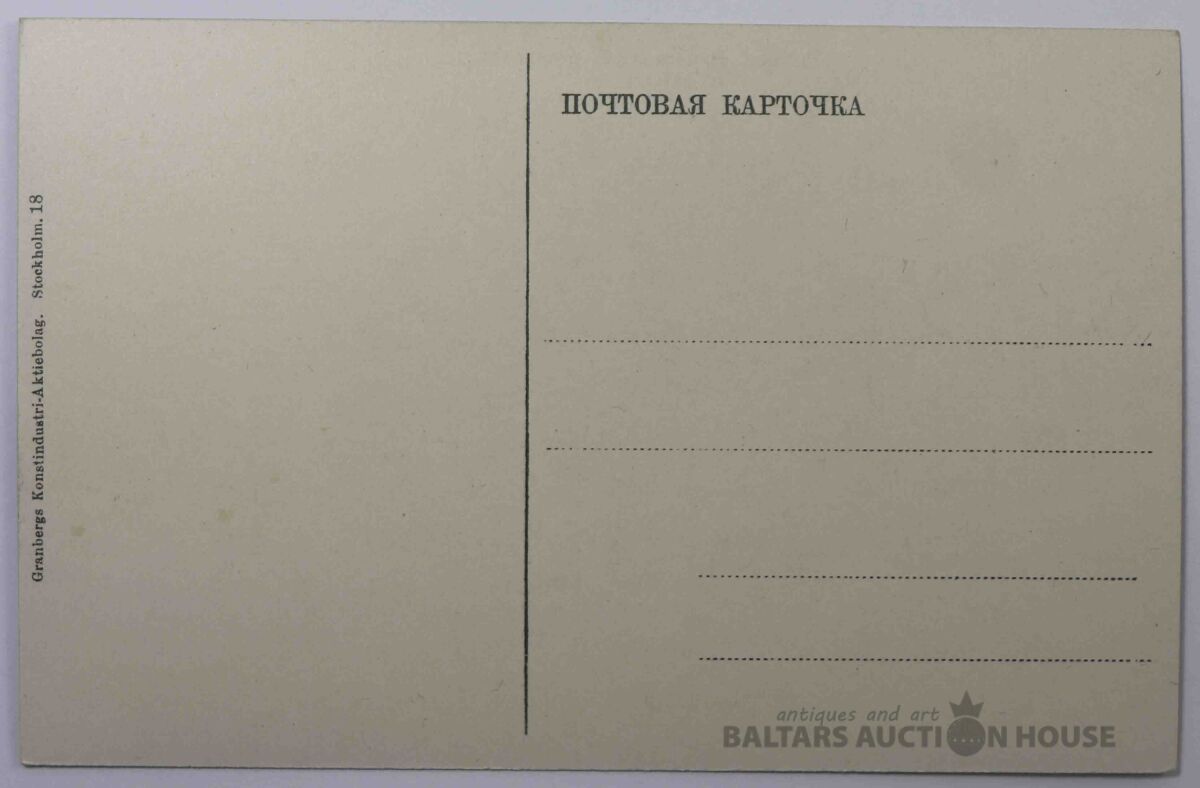 ПОЧТОВАЯ КАРТОЧКА
Granbergs Konstindustri-Aktiebolag. Stockholm. 18
antiques and art
BALTARS AUCTION HOUSE